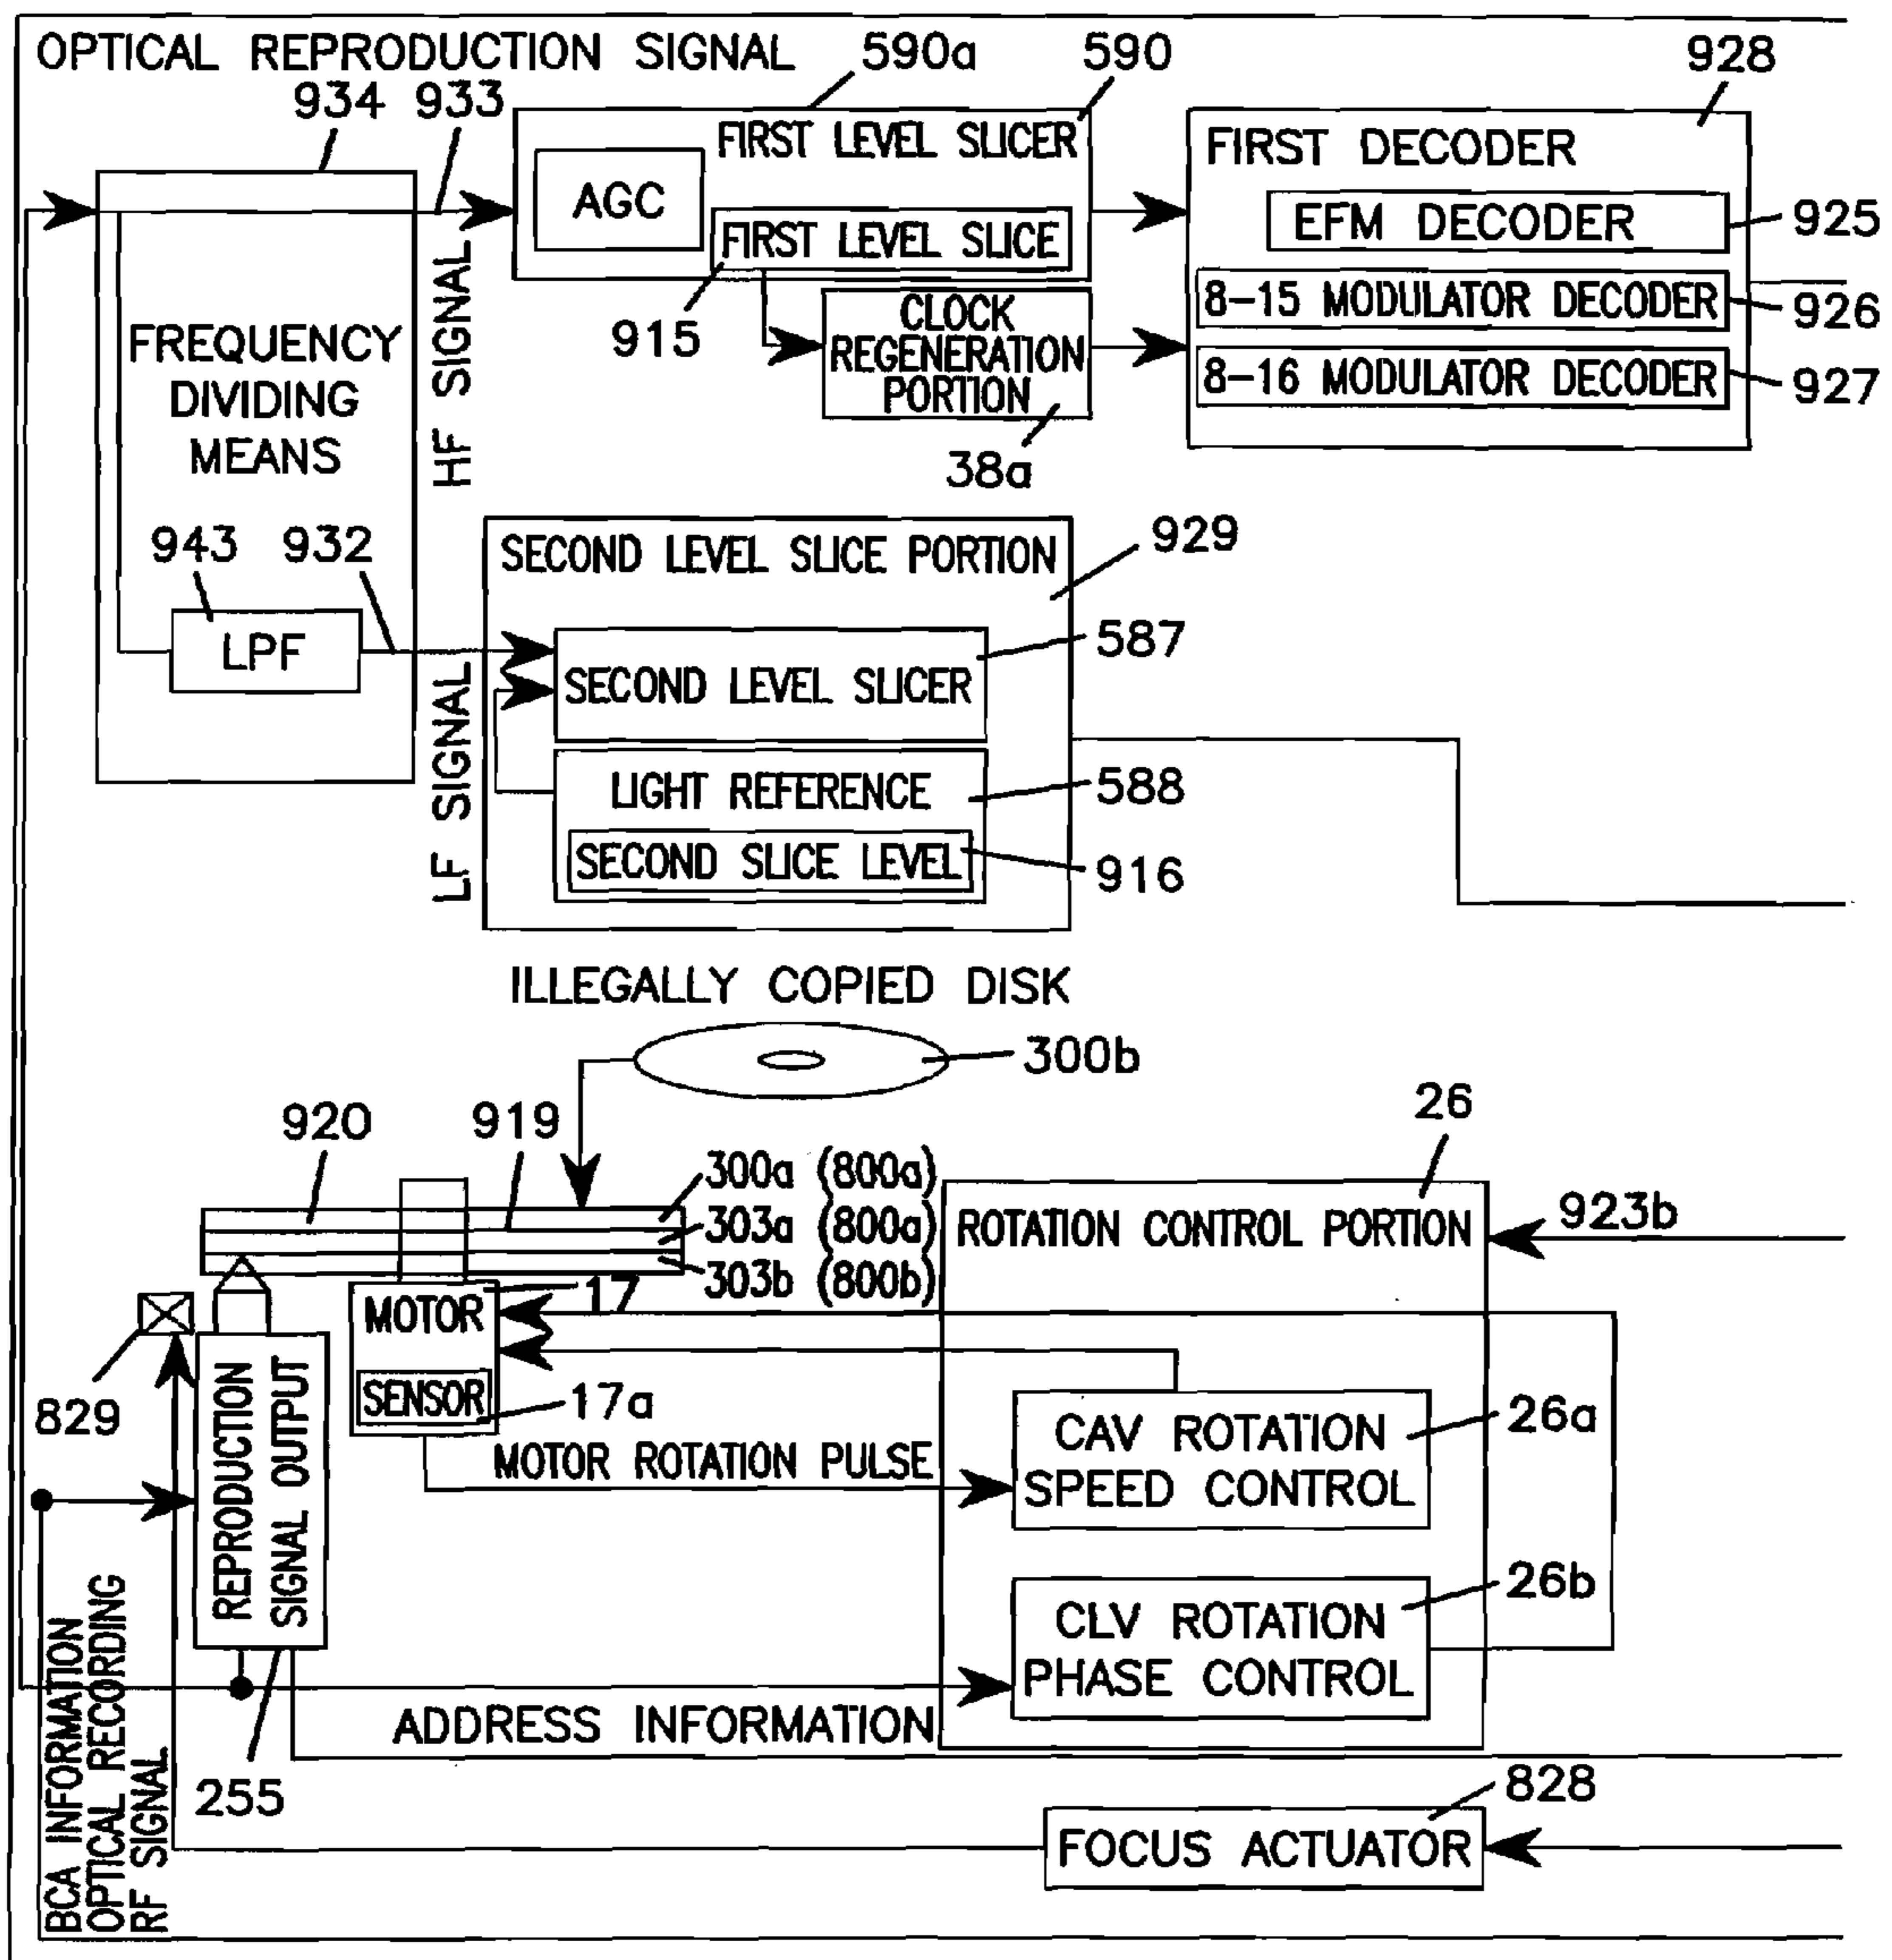 OPTICAL REPRODUCTION SIGNAL
590a
590
928
934
933
FIRST LEVEL SLICER
AGC
FIRST LEVEL SLICE
915
FIRST DECODER
EFM DECODER
925
8-15 MODULATOR DECODER
926
8-16 MODULATOR DECODER
927
CLOCK
REGENERATION
PORTION
38a
FREQUENCY
DIVIDING
MEANS
HF SIGNAL
943
932
LPF
LF SIGNAL
SECOND LEVEL SLICE PORTION
929
SECOND LEVEL SLICER
587
LIGHT REFERENCE
588
SECOND SLICE LEVEL
916
ILLEGALLY COPIED DISK
300b
920
919
300a (800a)
303a (800a)
303b (800b)
26
ROTATION CONTROL PORTION
923b
MOTOR
17
SENSOR
17a
829
REPRODUCTION
SIGNAL OUTPUT
MOTOR ROTATION PULSE
CAV ROTATION
SPEED CONTROL
26a
CLV ROTATION
PHASE CONTROL
26b
ADDRESS INFORMATION
255
BCA INFORMATION
OPTICAL RECORDING
RF SIGNAL
828
FOCUS ACTUATOR